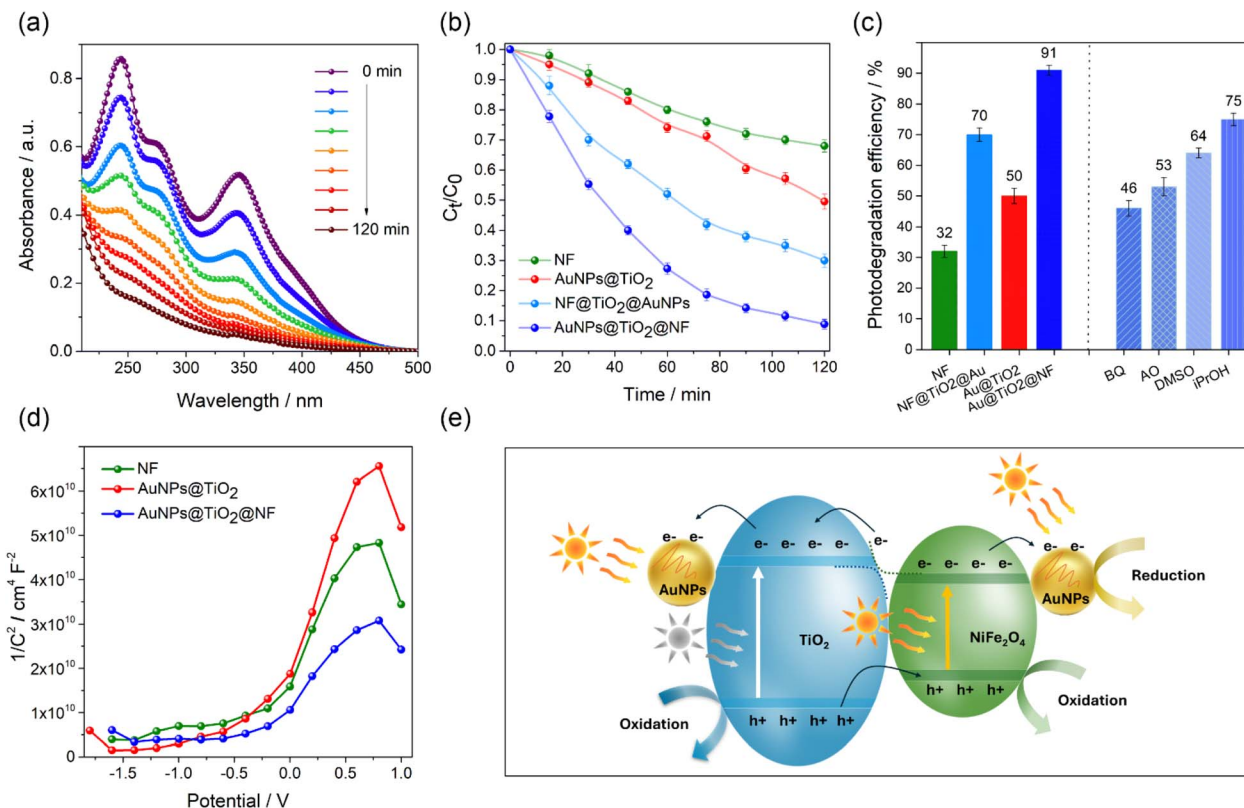 (a)
Absorbance / a.u.
0.8
0.6
0.4
0.2
0.0
250 300 350 400 450 500
Wavelength / nm
0 min
120 min
(b)
Cₜ/C₀
1.0
0.9
0.8
0.7
0.6
0.5
0.4
0.3
0.2
0.1
0.0
0 20 40 60 80 100 120
Time / min
NF
AuNPs@TiO₂
NF@TiO₂@AuNPs
AuNPs@TiO₂@NF
(c)
Photodegradation efficiency / %
90
70
50
30
10
0
32
70
50
91
46
53
64
75
NF
NF@TiO2@Au
Au@TiO2
Au@TiO2@NF
BQ
AO
DMSO
iPrOH
(d)
1/C² / cm⁴ F⁻²
6x10¹⁰
5x10¹⁰
4x10¹⁰
3x10¹⁰
2x10¹⁰
1x10¹⁰
0
-1.5 -1.0 -0.5 0.0 0.5 1.0
Potential / V
NF
AuNPs@TiO₂
AuNPs@TiO₂@NF
(e)
e- e-
AuNPs
e- e- e- e-
e-
TiO₂
h+ h+ h+ h+
Oxidation
e- e- e- e-
NiFe₂O₄
h+ h+ h+
e- e-
AuNPs
Reduction
Oxidation